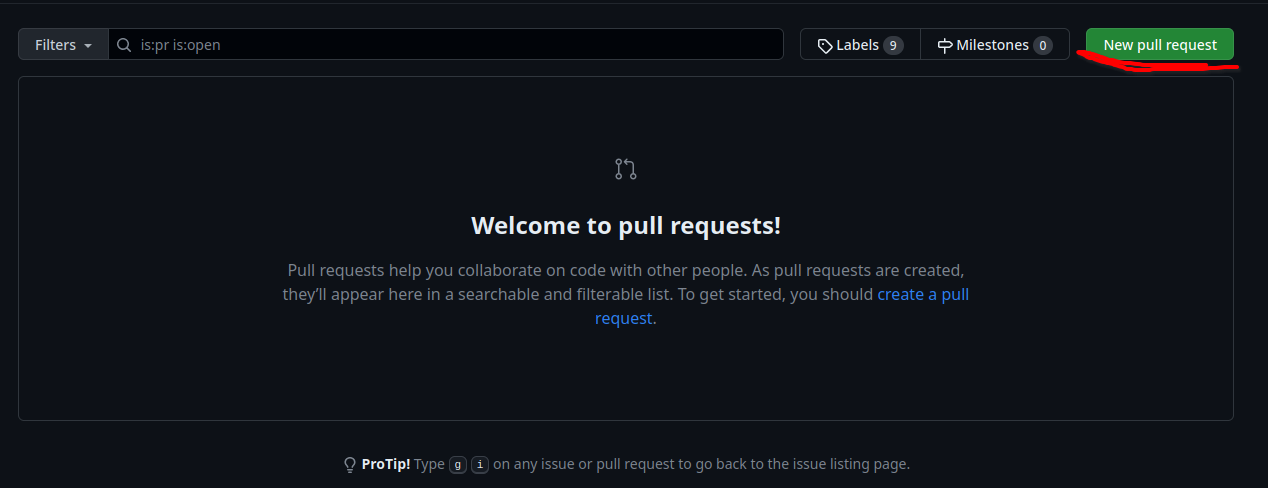 Filters
is:pr is:open
Labels 9
Milestones 0
New pull request
Welcome to pull requests!
Pull requests help you collaborate on code with other people. As pull requests are created,
they’ll appear here in a searchable and filterable list. To get started, you should create a pull
request.
ProTip! Type g i on any issue or pull request to go back to the issue listing page.